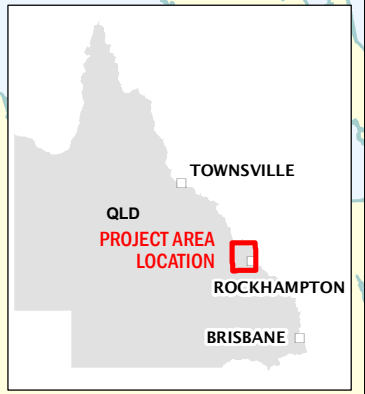 TOWNSVILLE
QLD
PROJECT AREA
LOCATION
ROCKHAMPTON
BRISBANE